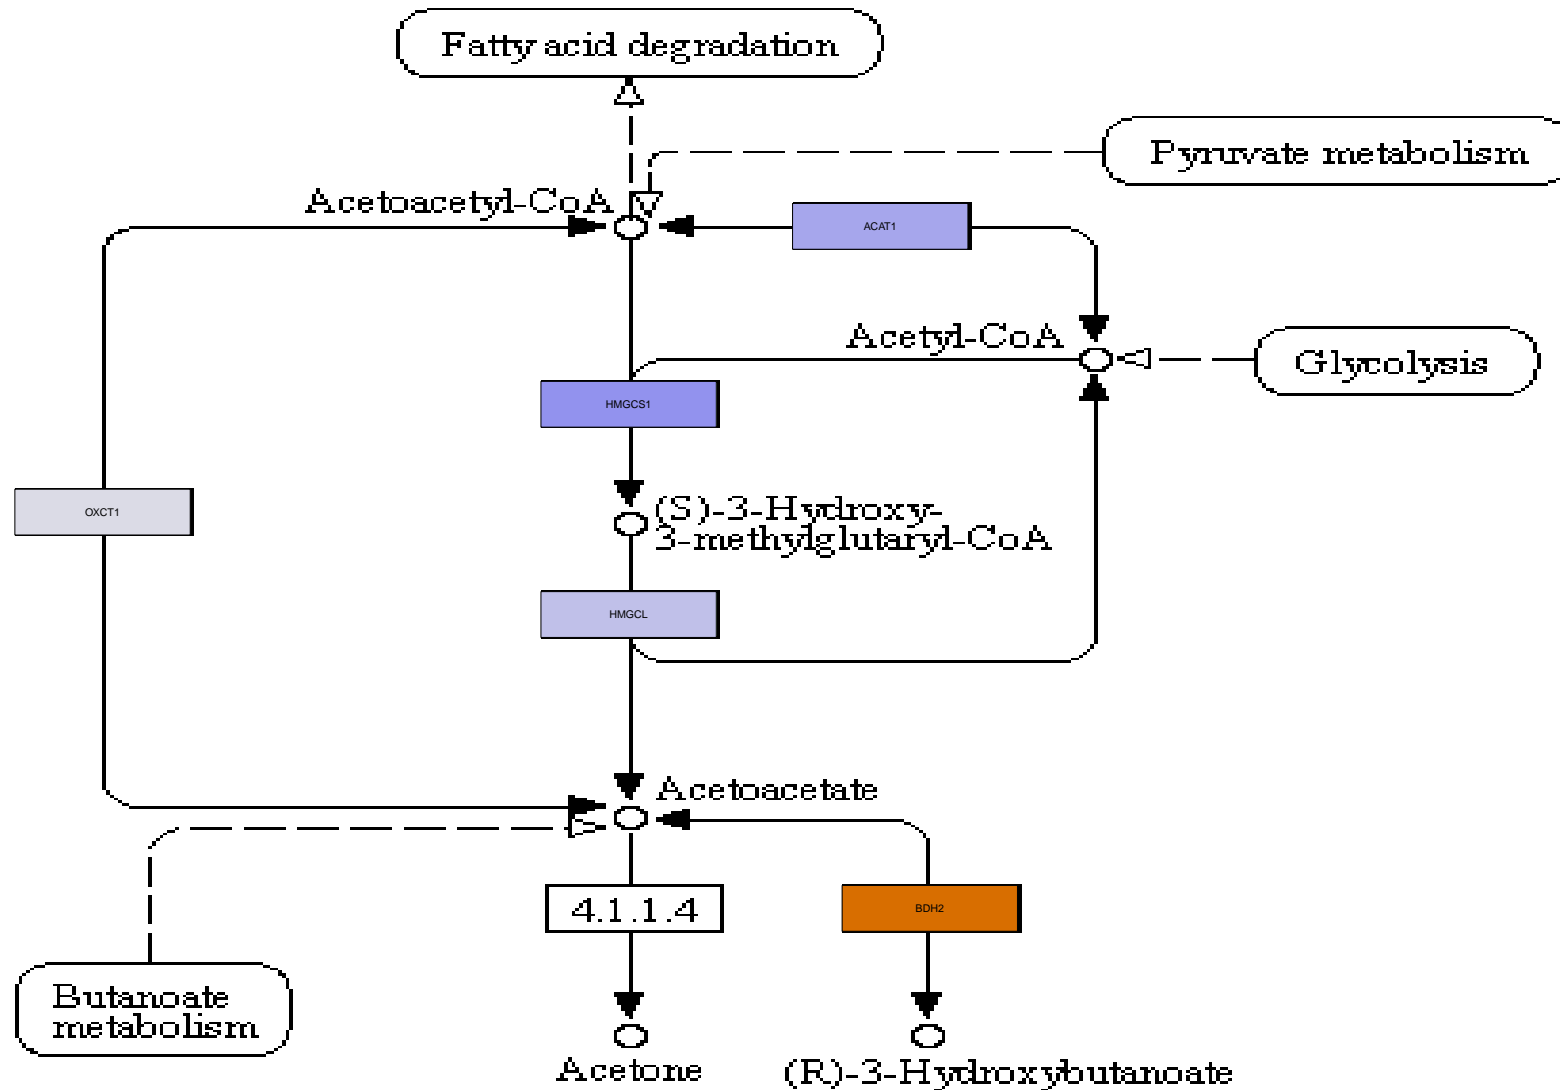 Fatty acid degradation
Pyruvate metabolism
Acetoacetyl-CoA
ACAT1
Acetyl-CoA
Glycolysis
HMGCS1
OXCT1
(S)-3-Hydroxy-
3-methylglutaryl-CoA
HMGCL
Acetoacetate
4.1.1.4
BDH2
Butanoate
metabolism
Acetone
(R)-3-Hydroxybutanoate